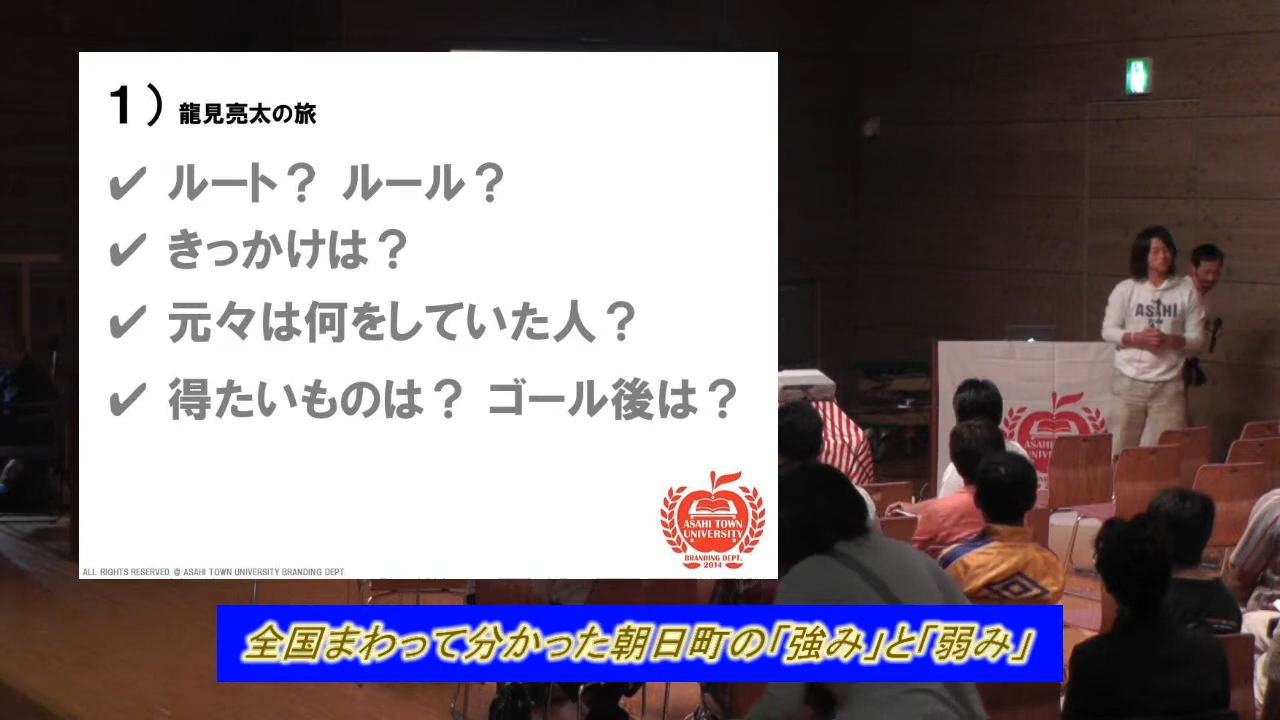 1) 龍見亮太の旅
✔ ルート? ルール?
✔ きっかけは?
✔ 元々は何をしていた人?
✔ 得たいものは? ゴール後は?
ASAHI TOWN
UNIVERSITY
BRANDING DEPT.
2014
ALL RIGHTS RESERVED @ ASAHI TOWN UNIVERSITY BRANDING DEPT.
ASAHI
全国まわって分かった朝日町の「強み」と「弱み」